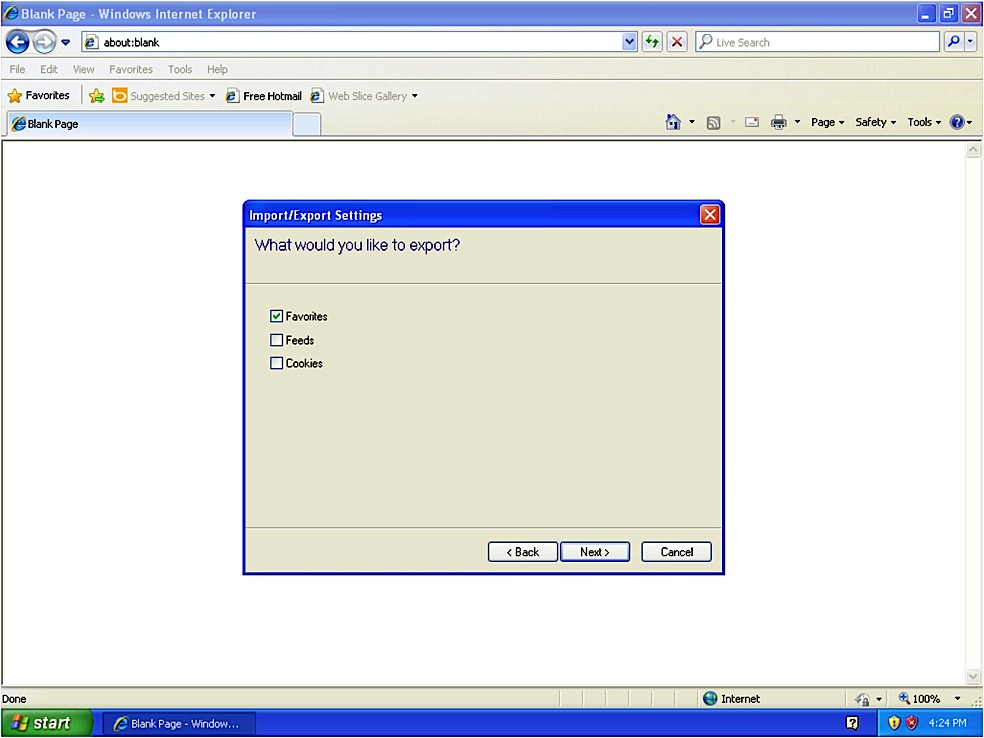 Blank Page - Windows Internet Explorer
about:blank
Live Search
File Edit View Favorites Tools Help
Favorites Suggested Sites Free Hotmail Web Slice Gallery
Blank Page Page Safety Tools
Import/Export Settings
What would you like to export?
Favorites
Feeds
Cookies
< Back Next > Cancel
Done Internet 100%
start Blank Page - Window... 4:24 PM